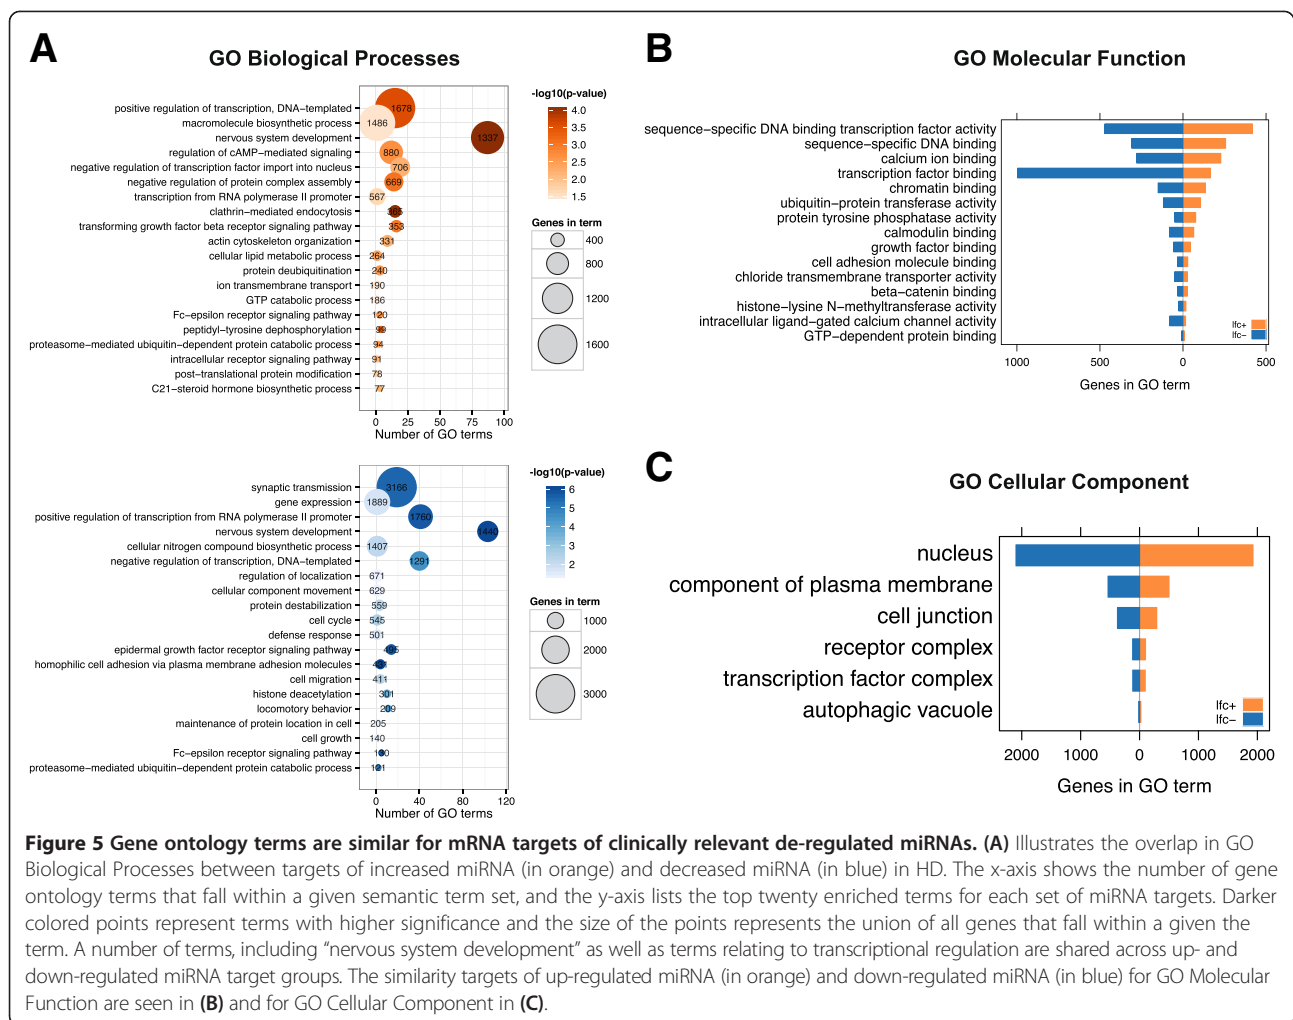 A
GO Biological Processes
positive regulation of transcription, DNA−templated
macromolecule biosynthetic process
nervous system development
regulation of cAMP−mediated signaling
negative regulation of transcription factor import into nucleus
negative regulation of protein complex assembly
transcription from RNA polymerase II promoter
clathrin−mediated endocytosis
transforming growth factor beta receptor signaling pathway
actin cytoskeleton organization
cellular lipid metabolic process
protein deubiquitination
ion transmembrane transport
GTP catabolic process
Fc−epsilon receptor signaling pathway
peptidyl−tyrosine dephosphorylation
proteasome−mediated ubiquitin−dependent protein catabolic process
intracellular receptor signaling pathway
post−translational protein modification
C21−steroid hormone biosynthetic process
1678
1486
1337
880
706
669
567
365
353
331
264
240
190
186
120
99
94
91
78
77
0 25 50 75 100
Number of GO terms
-log10(p-value)
4.0
3.5
3.0
2.5
2.0
1.5
Genes in term
400
800
1200
1600
synaptic transmission
gene expression
positive regulation of transcription from RNA polymerase II promoter
nervous system development
cellular nitrogen compound biosynthetic process
negative regulation of transcription, DNA−templated
regulation of localization
cellular component movement
protein destabilization
cell cycle
defense response
epidermal growth factor receptor signaling pathway
homophilic cell adhesion via plasma membrane adhesion molecules
cell migration
histone deacetylation
locomotory behavior
maintenance of protein location in cell
cell growth
Fc−epsilon receptor signaling pathway
proteasome−mediated ubiquitin−dependent protein catabolic process
3166
1889
1760
1440
1407
1291
671
629
559
545
501
411
301
209
205
140
121
0 40 80 120
Number of GO terms
-log10(p-value)
6
5
4
3
2
Genes in term
1000
2000
3000
B
GO Molecular Function
sequence−specific DNA binding transcription factor activity
sequence−specific DNA binding
calcium ion binding
transcription factor binding
chromatin binding
ubiquitin−protein transferase activity
protein tyrosine phosphatase activity
calmodulin binding
growth factor binding
cell adhesion molecule binding
chloride transmembrane transporter activity
beta−catenin binding
histone−lysine N−methyltransferase activity
intracellular ligand−gated calcium channel activity
GTP−dependent protein binding
lfc+
lfc−
1000 500 0 500
Genes in GO term
C
GO Cellular Component
nucleus
component of plasma membrane
cell junction
receptor complex
transcription factor complex
autophagic vacuole
lfc+
lfc−
2000 1000 0 1000 2000
Genes in GO term
Figure 5 Gene ontology terms are similar for mRNA targets of clinically relevant de-regulated miRNAs. (A) Illustrates the overlap in GO
Biological Processes between targets of increased miRNA (in orange) and decreased miRNA (in blue) in HD. The x-axis shows the number of gene
ontology terms that fall within a given semantic term set, and the y-axis lists the top twenty enriched terms for each set of miRNA targets. Darker
colored points represent terms with higher significance and the size of the points represents the union of all genes that fall within a given the
term. A number of terms, including “nervous system development” as well as terms relating to transcriptional regulation are shared across up- and
down-regulated miRNA target groups. The similarity targets of up-regulated miRNA (in orange) and down-regulated miRNA (in blue) for GO Molecular
Function are seen in (B) and for GO Cellular Component in (C).